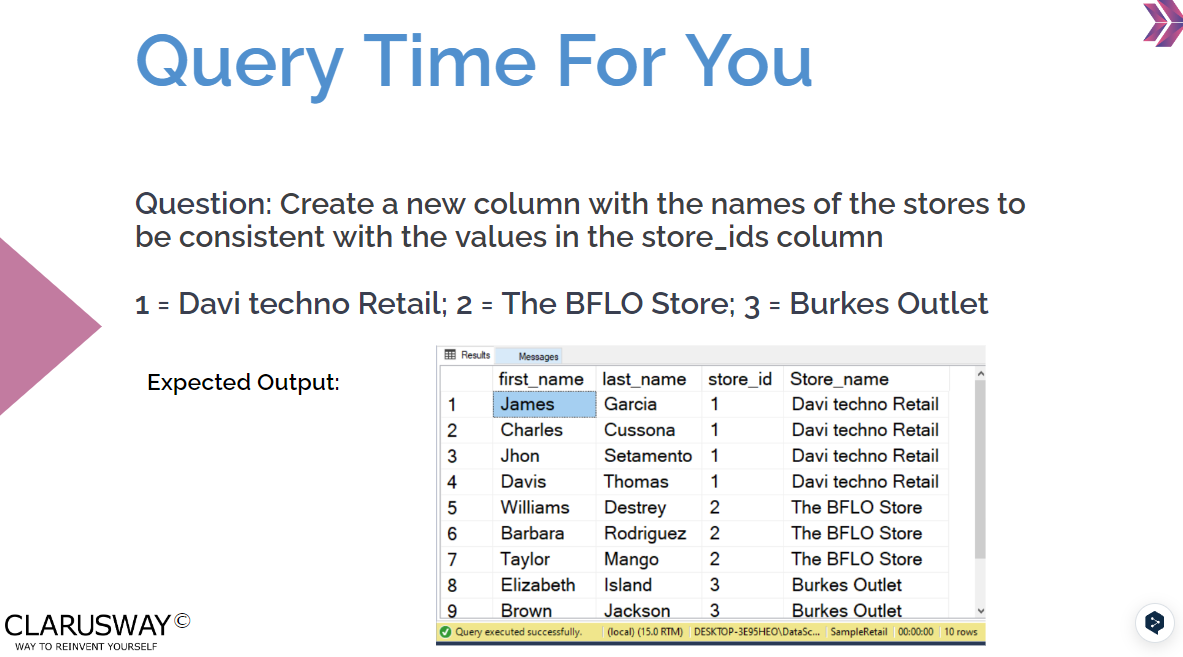 Query Time For You
Question: Create a new column with the names of the stores to
be consistent with the values in the store_ids column
1 = Davi techno Retail; 2 = The BFLO Store; 3 = Burkes Outlet
Expected Output:
Results Messages
first_name last_name store_id Store_name
1 James Garcia 1 Davi techno Retail
2 Charles Cussona 1 Davi techno Retail
3 Jhon Setamento 1 Davi techno Retail
4 Davis Thomas 1 Davi techno Retail
5 Williams Destrey 2 The BFLO Store
6 Barbara Rodriguez 2 The BFLO Store
7 Taylor Mango 2 The BFLO Store
8 Elizabeth Island 3 Burkes Outlet
9 Brown Jackson 3 Burkes Outlet
Query executed successfully. (local) (15.0 RTM) DESKTOP-3E95HEO\DataSc... SampleRetail 00:00:00 10 rows
CLARUSWAY©
WAY TO REINVENT YOURSELF